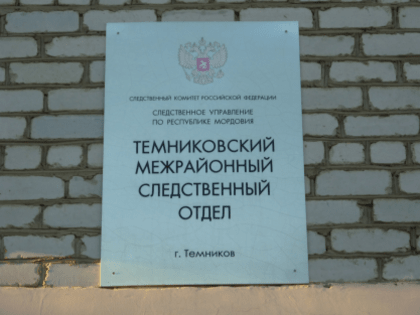 СЛЕДСТВЕННЫЙ КОМИТЕТ РОССИЙСКОЙ ФЕДЕРАЦИИ
СЛЕДСТВЕННОЕ УПРАВЛЕНИЕ
ПО РЕСПУБЛИКЕ МОРДОВИЯ
ТЕМНИКОВСКИЙ
МЕЖРАЙОННЫЙ
СЛЕДСТВЕННЫЙ
ОТДЕЛ
г. Темников